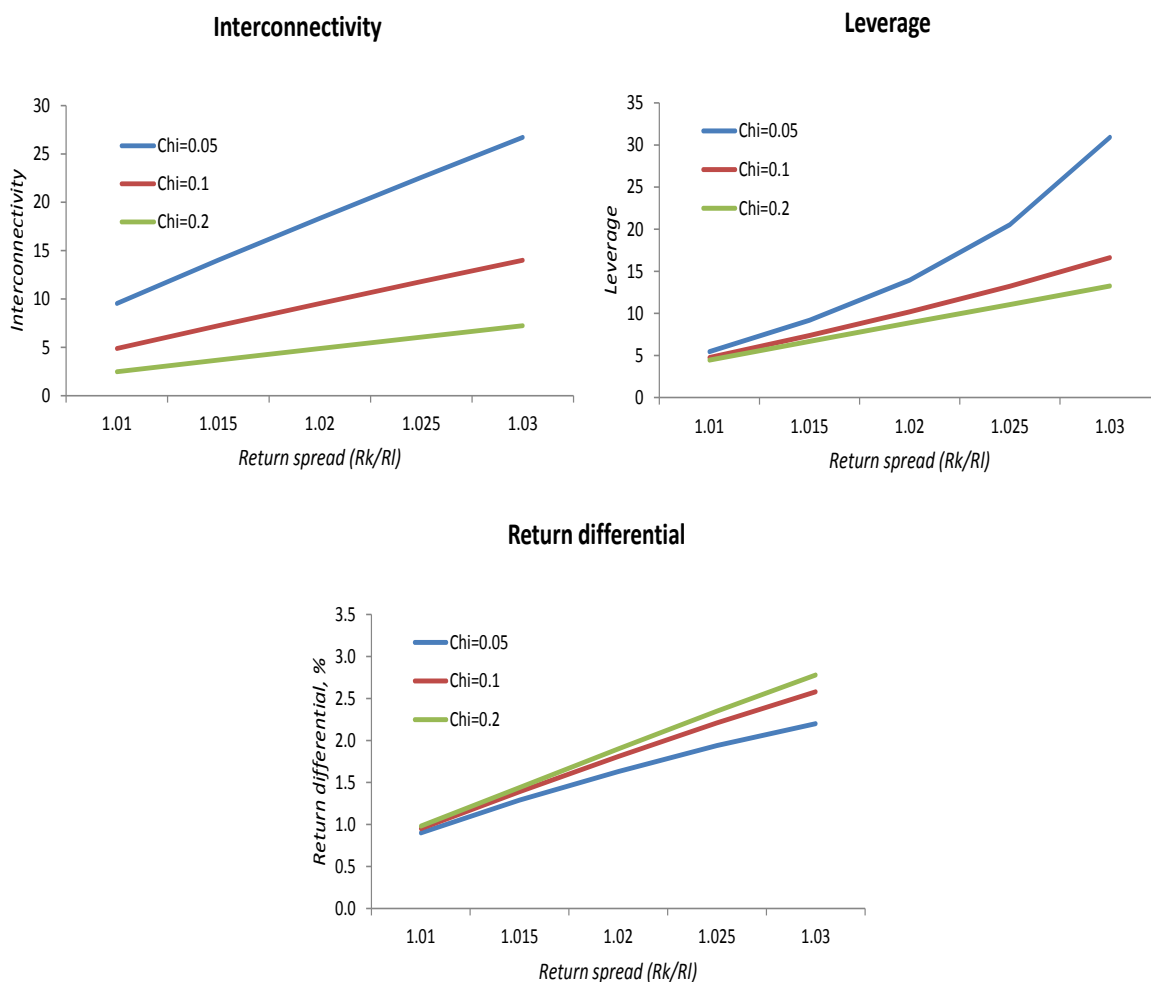 Interconnectivity
Interconnectivity
30
25
20
15
10
5
0
Chi=0.05
Chi=0.1
Chi=0.2
1.01 1.015 1.02 1.025 1.03
Return spread (Rk/Rl)
Leverage
Leverage
35
30
25
20
15
10
5
0
Chi=0.05
Chi=0.1
Chi=0.2
1.01 1.015 1.02 1.025 1.03
Return spread (Rk/Rl)
Return differential
Return differential, %
3.5
3.0
2.5
2.0
1.5
1.0
0.5
0.0
Chi=0.05
Chi=0.1
Chi=0.2
1.01 1.015 1.02 1.025 1.03
Return spread (Rk/Rl)